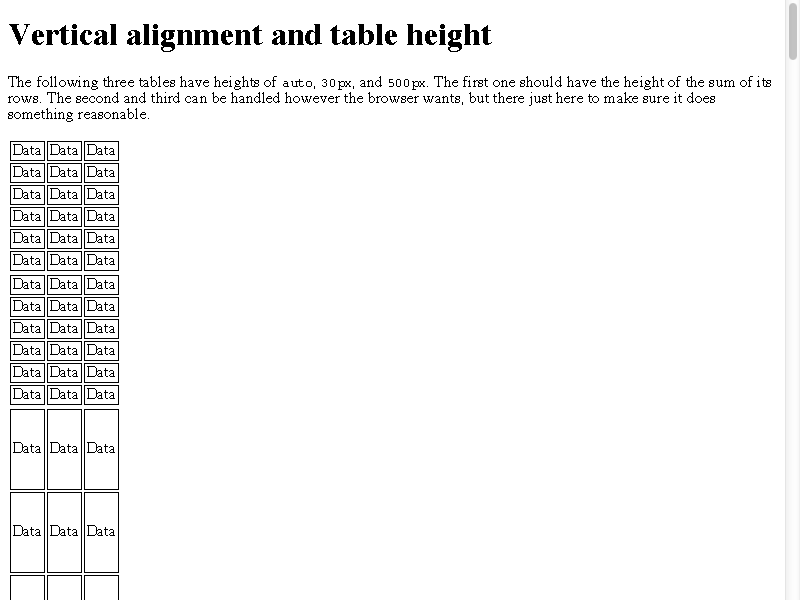 Vertical alignment and table height
The following three tables have heights of auto, 30px, and 500px. The first one should have the height of the sum of its
rows. The second and third can be handled however the browser wants, but there just here to make sure it does
something reasonable.
Data Data Data
Data Data Data
Data Data Data
Data Data Data
Data Data Data
Data Data Data
Data Data Data
Data Data Data
Data Data Data
Data Data Data
Data Data Data
Data Data Data
Data Data Data
Data Data Data